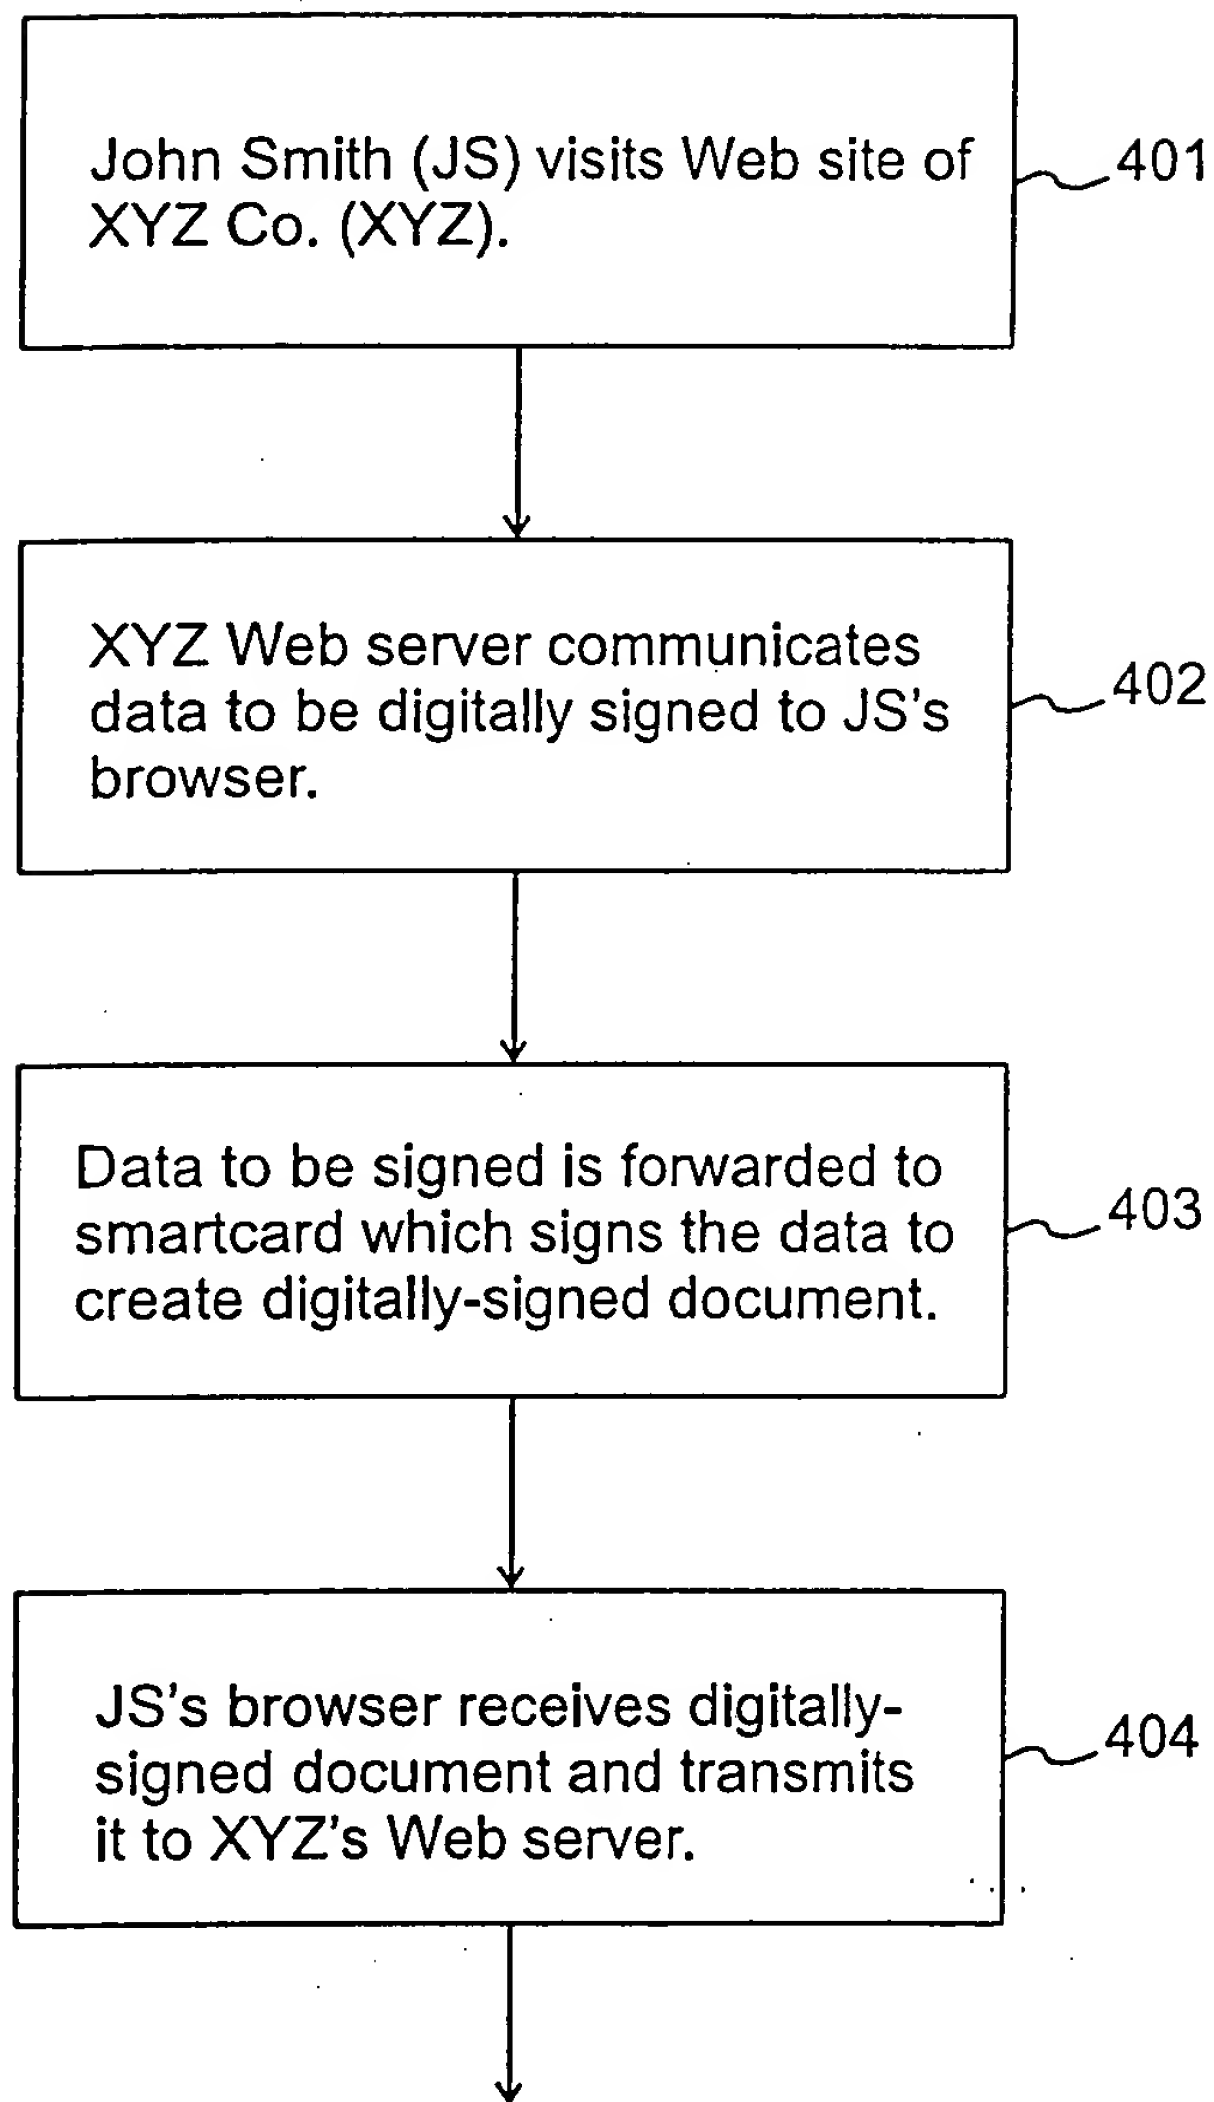 John Smith (JS) visits Web site of
XYZ Co. (XYZ).
401
XYZ Web server communicates
data to be digitally signed to JS's
browser.
402
Data to be signed is forwarded to
smartcard which signs the data to
create digitally-signed document.
403
JS's browser receives digitally-
signed document and transmits
it to XYZ's Web server.
404